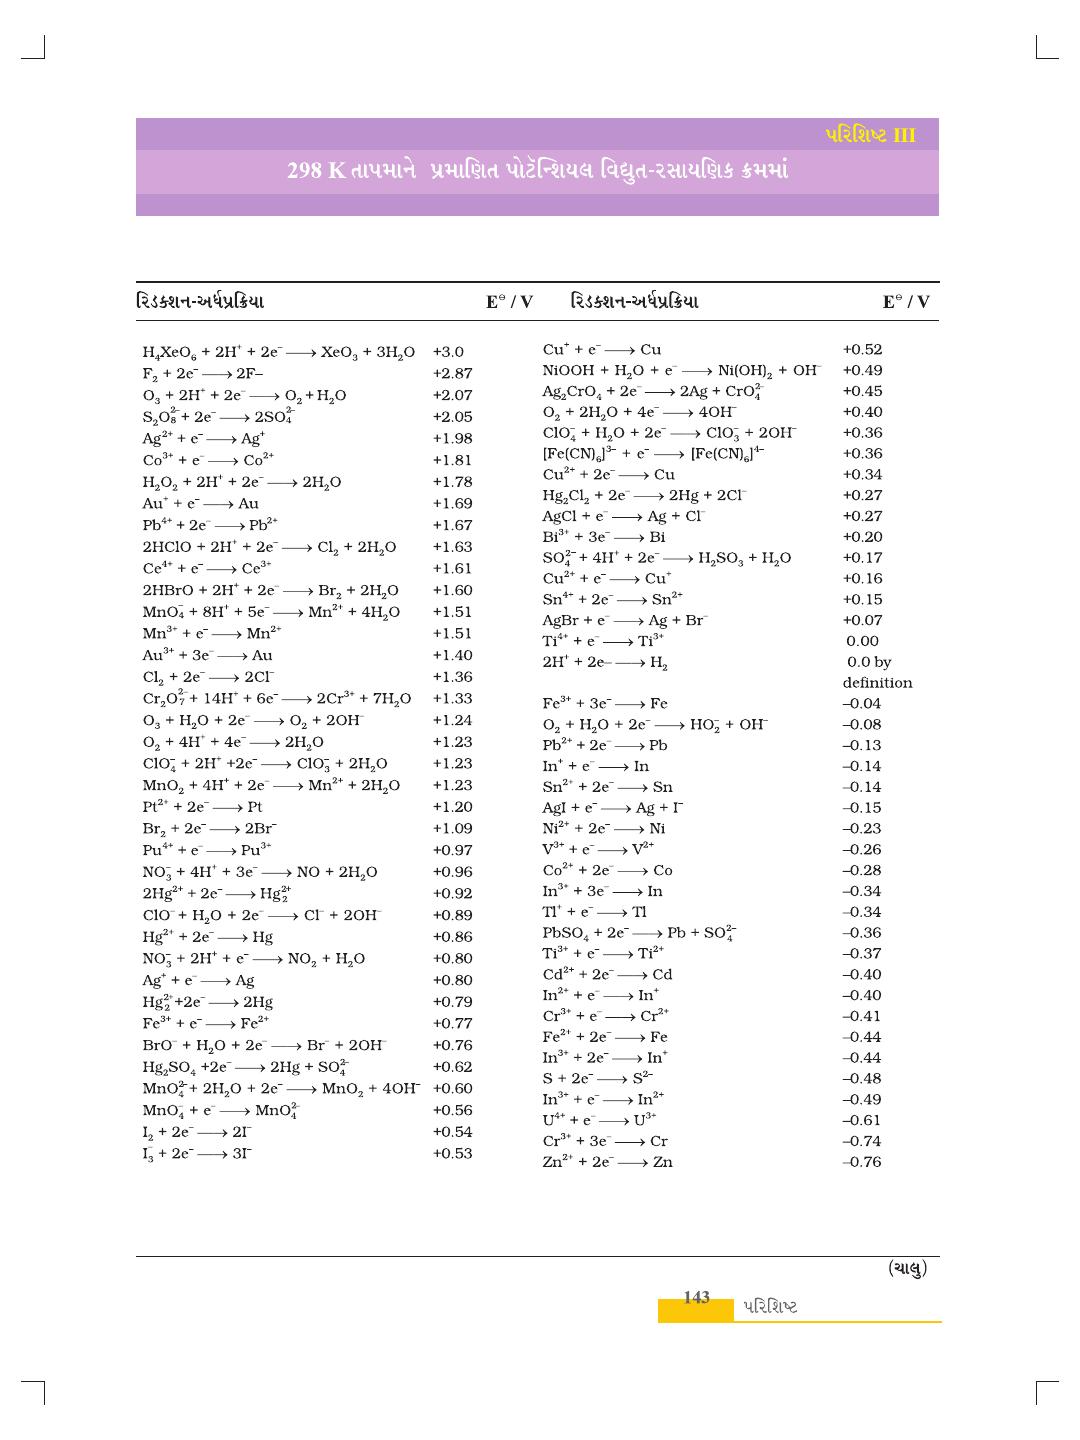 પરિશિષ્ટ III
298 K તાપમાને પ્રમાણિત પોટૅન્શિયલ વિદ્યુત-રસાયણિક ક્રમમાં
રિડક્શન-અર્ધપ્રક્રિયા E⊖ / V રિડક્શન-અર્ધપ્રક્રિયા E⊖ / V
H₄XeO₆ + 2H⁺ + 2e⁻ ⟶ XeO₃ + 3H₂O +3.0
F₂ + 2e⁻ ⟶ 2F–
+2.87
O₃ + 2H⁺ + 2e⁻ ⟶ O₂ + H₂O +2.07
S₂O₈²⁻ + 2e⁻ ⟶ 2SO₄²⁻ +2.05
Ag²⁺ + e⁻ ⟶ Ag⁺ +1.98
Co³⁺ + e⁻ ⟶ Co²⁺ +1.81
H₂O₂ + 2H⁺ + 2e⁻ ⟶ 2H₂O +1.78
Au⁺ + e⁻ ⟶ Au +1.69
Pb⁴⁺ + 2e⁻ ⟶ Pb²⁺ +1.67
2HClO + 2H⁺ + 2e⁻ ⟶ Cl₂ + 2H₂O +1.63
Ce⁴⁺ + e⁻ ⟶ Ce³⁺ +1.61
2HBrO + 2H⁺ + 2e⁻ ⟶ Br₂ + 2H₂O +1.60
MnO₄⁻ + 8H⁺ + 5e⁻ ⟶ Mn²⁺ + 4H₂O +1.51
Mn³⁺ + e⁻ ⟶ Mn²⁺ +1.51
Au³⁺ + 3e⁻ ⟶ Au +1.40
Cl₂ + 2e⁻ ⟶ 2Cl⁻ +1.36
Cr₂O₇²⁻ + 14H⁺ + 6e⁻ ⟶ 2Cr³⁺ + 7H₂O +1.33
O₃ + H₂O + 2e⁻ ⟶ O₂ + 2OH⁻ +1.24
O₂ + 4H⁺ + 4e⁻ ⟶ 2H₂O +1.23
ClO₄⁻ + 2H⁺ +2e⁻ ⟶ ClO₃⁻ + 2H₂O +1.23
MnO₂ + 4H⁺ + 2e⁻ ⟶ Mn²⁺ + 2H₂O +1.23
Pt²⁺ + 2e⁻ ⟶ Pt +1.20
Br₂ + 2e⁻ ⟶ 2Br⁻ +1.09
Pu⁴⁺ + e⁻ ⟶ Pu³⁺ +0.97
NO₃⁻ + 4H⁺ + 3e⁻ ⟶ NO + 2H₂O +0.96
2Hg²⁺ + 2e⁻ ⟶ Hg₂²⁺ +0.92
ClO⁻ + H₂O + 2e⁻ ⟶ Cl⁻ + 2OH⁻ +0.89
Hg²⁺ + 2e⁻ ⟶ Hg +0.86
NO₃⁻ + 2H⁺ + e⁻ ⟶ NO₂ + H₂O +0.80
Ag⁺ + e⁻ ⟶ Ag +0.80
Hg₂²⁺ +2e⁻ ⟶ 2Hg +0.79
Fe³⁺ + e⁻ ⟶ Fe²⁺ +0.77
BrO⁻ + H₂O + 2e⁻ ⟶ Br⁻ + 2OH⁻ +0.76
Hg₂SO₄ +2e⁻ ⟶ 2Hg + SO₄²⁻ +0.62
MnO₄²⁻ + 2H₂O + 2e⁻ ⟶ MnO₂ + 4OH⁻ +0.60
MnO₄⁻ + e⁻ ⟶ MnO₄²⁻ +0.56
I₂ + 2e⁻ ⟶ 2I⁻ +0.54
I₃⁻ + 2e⁻ ⟶ 3I⁻ +0.53
Cu⁺ + e⁻ ⟶ Cu +0.52
NiOOH + H₂O + e⁻ ⟶ Ni(OH)₂ + OH⁻ +0.49
Ag₂CrO₄ + 2e⁻ ⟶ 2Ag + CrO₄²⁻ +0.45
O₂ + 2H₂O + 4e⁻ ⟶ 4OH⁻ +0.40
ClO₄⁻ + H₂O + 2e⁻ ⟶ ClO₃⁻ + 2OH⁻ +0.36
[Fe(CN)₆]³⁻ + e⁻ ⟶ [Fe(CN)₆]⁴⁻ +0.36
Cu²⁺ + 2e⁻ ⟶ Cu +0.34
Hg₂Cl₂ + 2e⁻ ⟶ 2Hg + 2Cl⁻ +0.27
AgCl + e⁻ ⟶ Ag + Cl⁻ +0.27
Bi³⁺ + 3e⁻ ⟶ Bi +0.20
SO₄²⁻ + 4H⁺ + 2e⁻ ⟶ H₂SO₃ + H₂O +0.17
Cu²⁺ + e⁻ ⟶ Cu⁺ +0.16
Sn⁴⁺ + 2e⁻ ⟶ Sn²⁺ +0.15
AgBr + e⁻ ⟶ Ag + Br⁻ +0.07
Ti⁴⁺ + e⁻ ⟶ Ti³⁺ 0.00
2H⁺ + 2e– ⟶ H₂ 0.0 by
definition
Fe³⁺ + 3e⁻ ⟶ Fe –0.04
O₂ + H₂O + 2e⁻ ⟶ HO₂⁻ + OH⁻ –0.08
Pb²⁺ + 2e⁻ ⟶ Pb –0.13
In⁺ + e⁻ ⟶ In –0.14
Sn²⁺ + 2e⁻ ⟶ Sn –0.14
AgI + e⁻ ⟶ Ag + I⁻ –0.15
Ni²⁺ + 2e⁻ ⟶ Ni –0.23
V³⁺ + e⁻ ⟶ V²⁺ –0.26
Co²⁺ + 2e⁻ ⟶ Co –0.28
In³⁺ + 3e⁻ ⟶ In –0.34
Tl⁺ + e⁻ ⟶ Tl –0.34
PbSO₄ + 2e⁻ ⟶ Pb + SO₄²⁻ –0.36
Ti³⁺ + e⁻ ⟶ Ti²⁺ –0.37
Cd²⁺ + 2e⁻ ⟶ Cd –0.40
In²⁺ + e⁻ ⟶ In⁺ –0.40
Cr³⁺ + e⁻ ⟶ Cr²⁺ –0.41
Fe²⁺ + 2e⁻ ⟶ Fe –0.44
In³⁺ + 2e⁻ ⟶ In⁺ –0.44
S + 2e⁻ ⟶ S²⁻ –0.48
In³⁺ + e⁻ ⟶ In²⁺ –0.49
U⁴⁺ + e⁻ ⟶ U³⁺ –0.61
Cr³⁺ + 3e⁻ ⟶ Cr –0.74
Zn²⁺ + 2e⁻ ⟶ Zn –0.76
(ચાલુ)
143 પરિશિષ્ટ